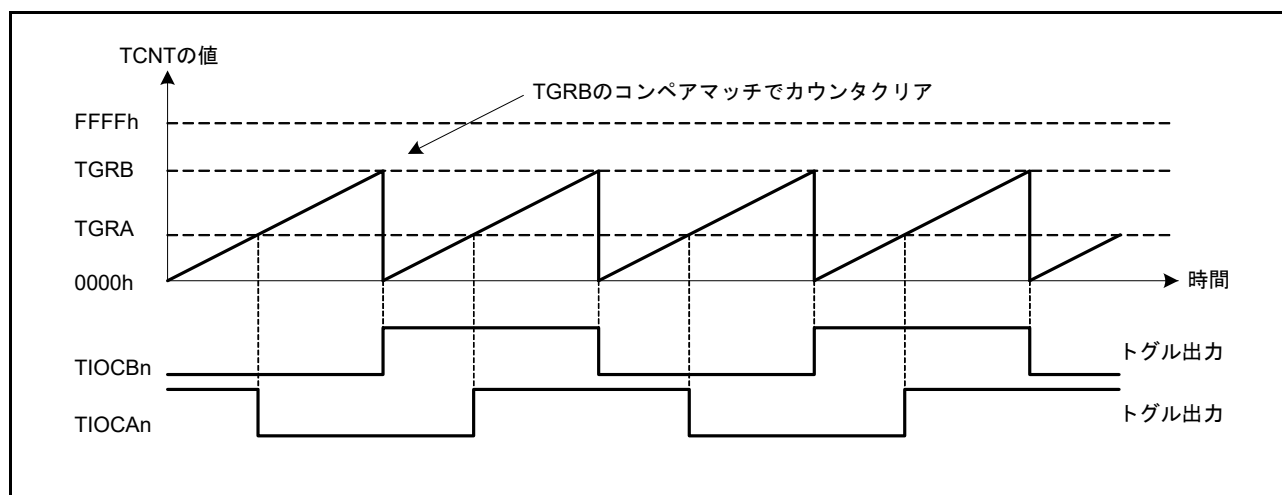 TCNTの値
TGRBのコンペアマッチでカウンタクリア
FFFFh
TGRB
TGRA
0000h
時間
TIOCBn
トグル出力
TIOCAn
トグル出力